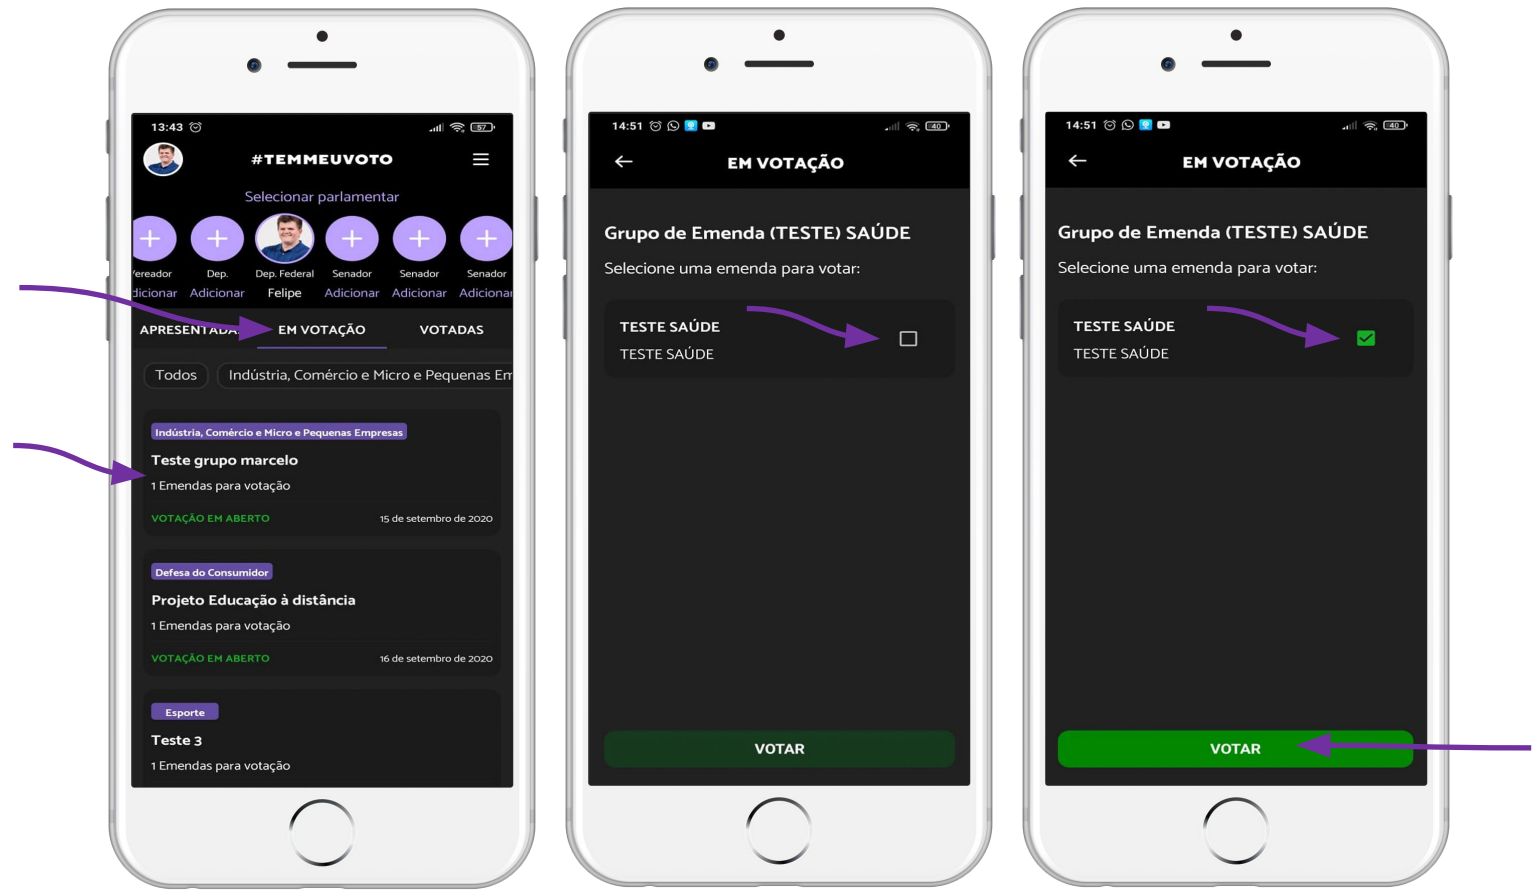 13:43
57
#TEMMEUVOTO
Selecionar parlamentar
Dep.
Dep. Federal
Senador
Senador
Senador
Adicionar
Felipe
Adicionar
Adicionar
EM VOTAÇÃO
VOTADAS
Todos
Indústria, Comércio e Micro e Pequenas Em
Indústria, Comércio e Micro e Pequenas Empresas
Teste grupo marcelo
1 Emendas para votação
VOTAÇÃO EM ABERTO
15 de setembro de 2020
Defesa do Consumidor
Projeto Educação à distância
1 Emendas para votação
VOTAÇÃO EM ABERTO
16 de setembro de 2020
Esporte
Teste 3
1 Emendas para votação
14:51
40
EM VOTAÇÃO
Grupo de Emenda (TESTE) SAÚDE
Selecione uma emenda para votar:
TESTE SAÚDE
TESTE SAÚDE
VOTAR
14:51
40
EM VOTAÇÃO
Grupo de Emenda (TESTE) SAÚDE
Selecione uma emenda para votar:
TESTE SAÚDE
TESTE SAÚDE
VOTAR